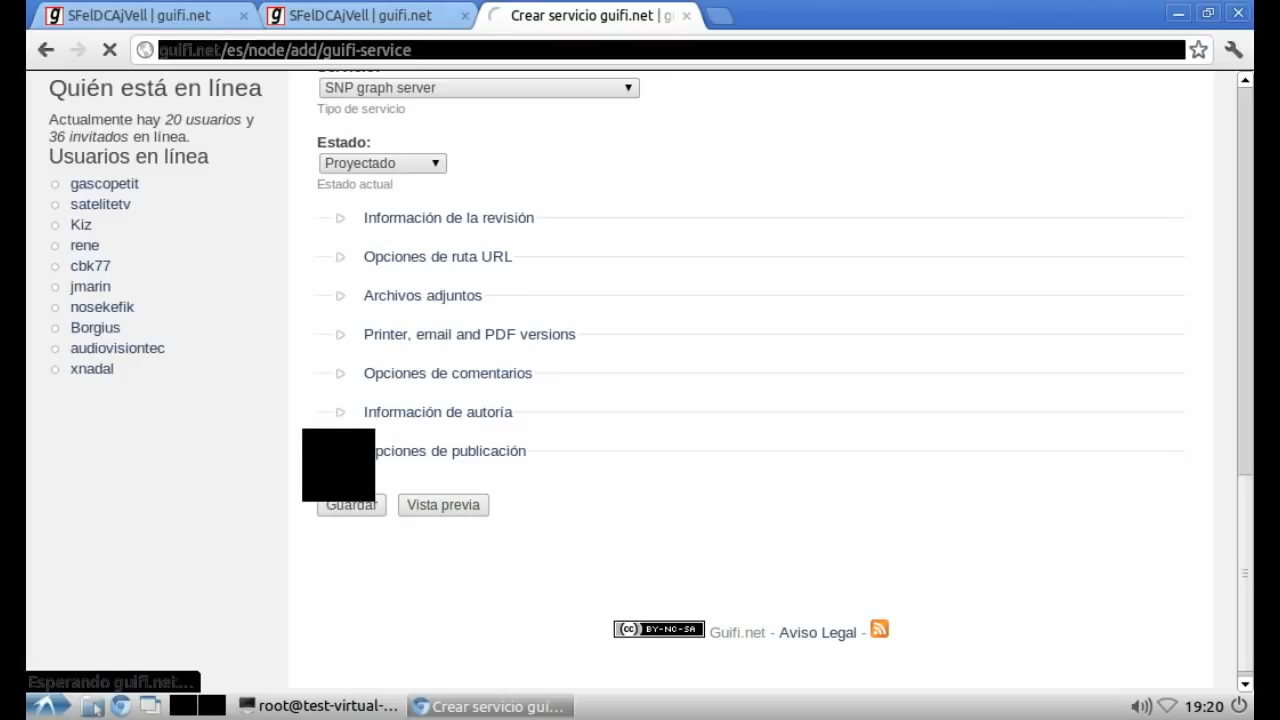 SFelDCAjVell | guifi.net
SFelDCAjVell | guifi.net
Crear servicio guifi.net | g
guifi.net/es/node/add/guifi-service
Quién está en línea
Actualmente hay 20 usuarios y
36 invitados en línea.
Usuarios en línea
gascopetit
satelitetv
Kiz
rene
cbk77
jmarin
nosekefik
Borgius
audiovisiontec
xnadal
SNP graph server
Tipo de servicio
Estado:
Proyectado
Estado actual
Información de la revisión
Opciones de ruta URL
Archivos adjuntos
Printer, email and PDF versions
Opciones de comentarios
Información de autoría
pciones de publicación
Guardar
Vista previa
(cc) BY-NC-SA Guifi.net - Aviso Legal -
Esperando guifi.net...
root@test-virtual-...
Crear servicio gui...
19:20